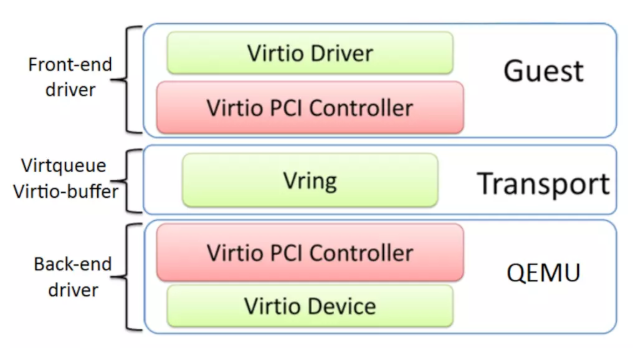 Front-end
driver
Virtio Driver
Virtio PCI Controller
Guest
Virtqueue
Virtio-buffer
Vring
Transport
Back-end
driver
Virtio PCI Controller
Virtio Device
QEMU